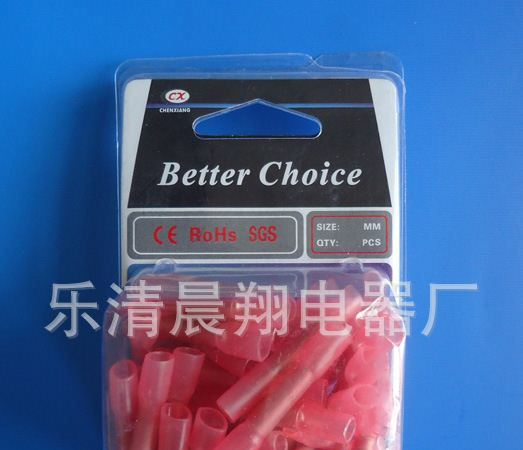 CX
CHENXIANG
Better Choice
CE RoHs SGS
SIZE: MM
QTY: PCS
乐清晨翔电器厂